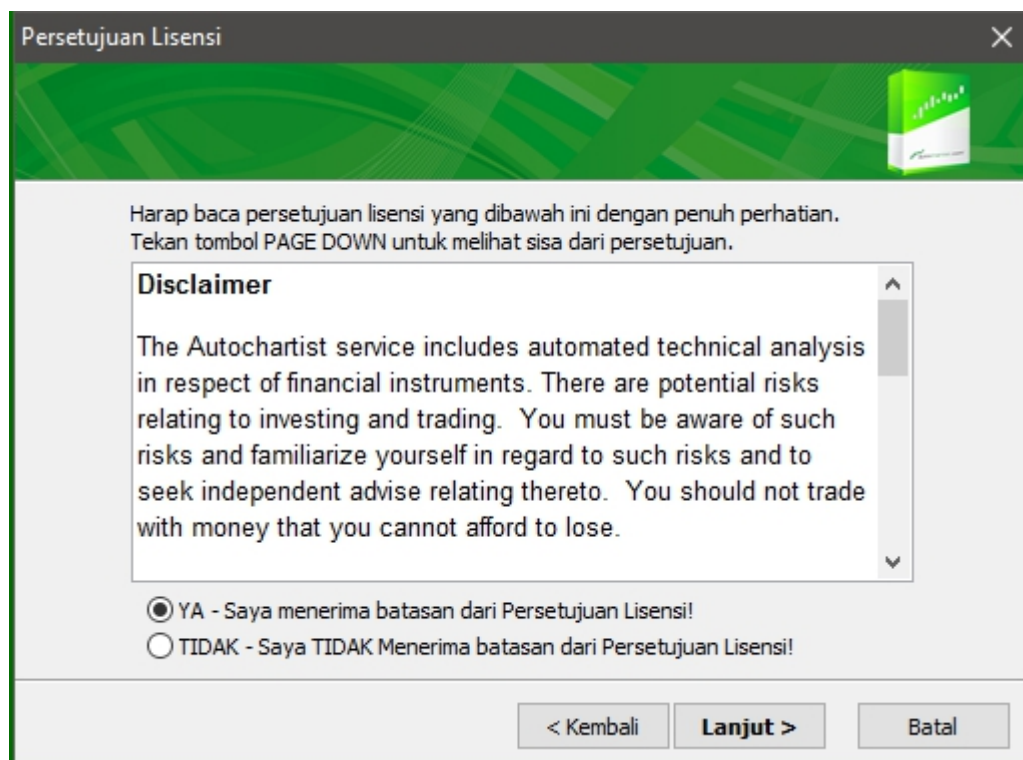 Persetujuan Lisensi
Harap baca persetujuan lisensi yang dibawah ini dengan penuh perhatian.
Tekan tombol PAGE DOWN untuk melihat sisa dari persetujuan.
Disclaimer
The Autochartist service includes automated technical analysis
in respect of financial instruments. There are potential risks
relating to investing and trading.  You must be aware of such
risks and familiarize yourself in regard to such risks and to
seek independent advise relating thereto.  You should not trade
with money that you cannot afford to lose.
YA - Saya menerima batasan dari Persetujuan Lisensi!
TIDAK - Saya TIDAK Menerima batasan dari Persetujuan Lisensi!
< Kembali Lanjut > Batal